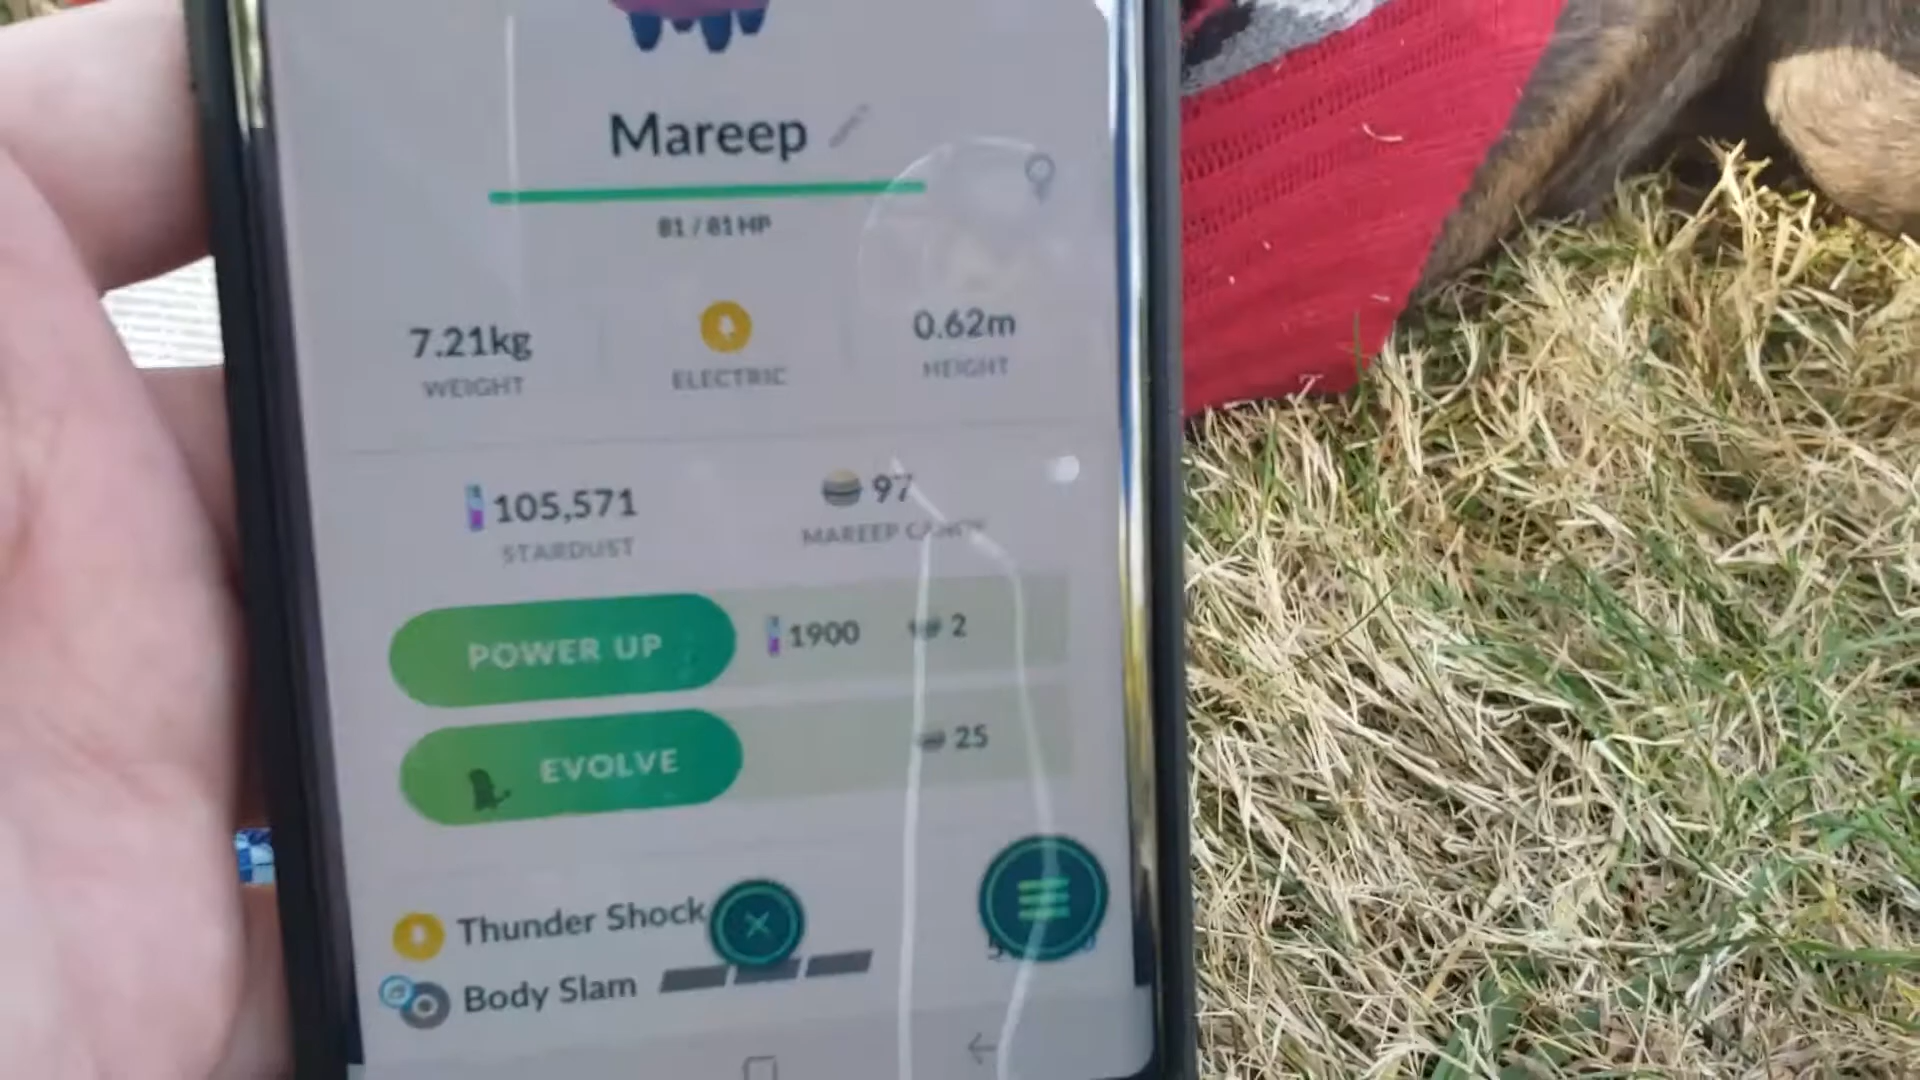 Mareep
81 / 81 HP
7.21kg
WEIGHT
ELECTRIC
0.62m
HEIGHT
105,571
STARDUST
97
MAREEP CANDY
POWER UP 1900 2
EVOLVE 25
Thunder Shock
Body Slam